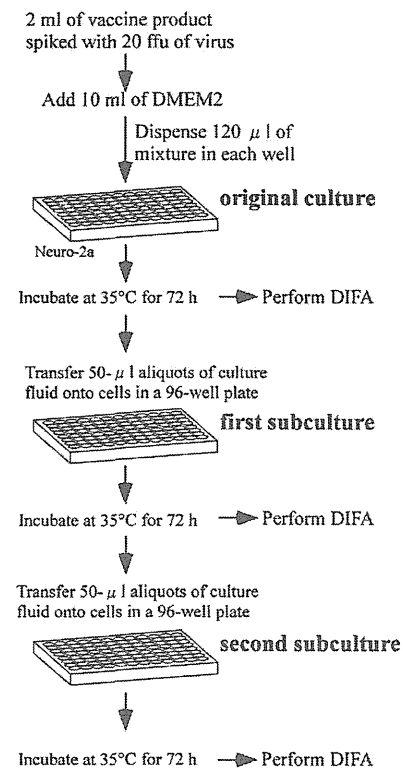 2 ml of vaccine product
spiked with 20 ffu of virus
Add 10 ml of DMEM2
Dispense 120 μ l of
mixture in each well
original culture
Neuro-2a
Incubate at 35°C for 72 h
Perform DIFA
Transfer 50- μ l aliquots of culture
fluid onto cells in a 96-well plate
first subculture
Incubate at 35°C for 72 h
Perform DIFA
Transfer 50- μ l aliquots of culture
fluid onto cells in a 96-well plate
second subculture
Incubate at 35°C for 72 h
Perform DIFA